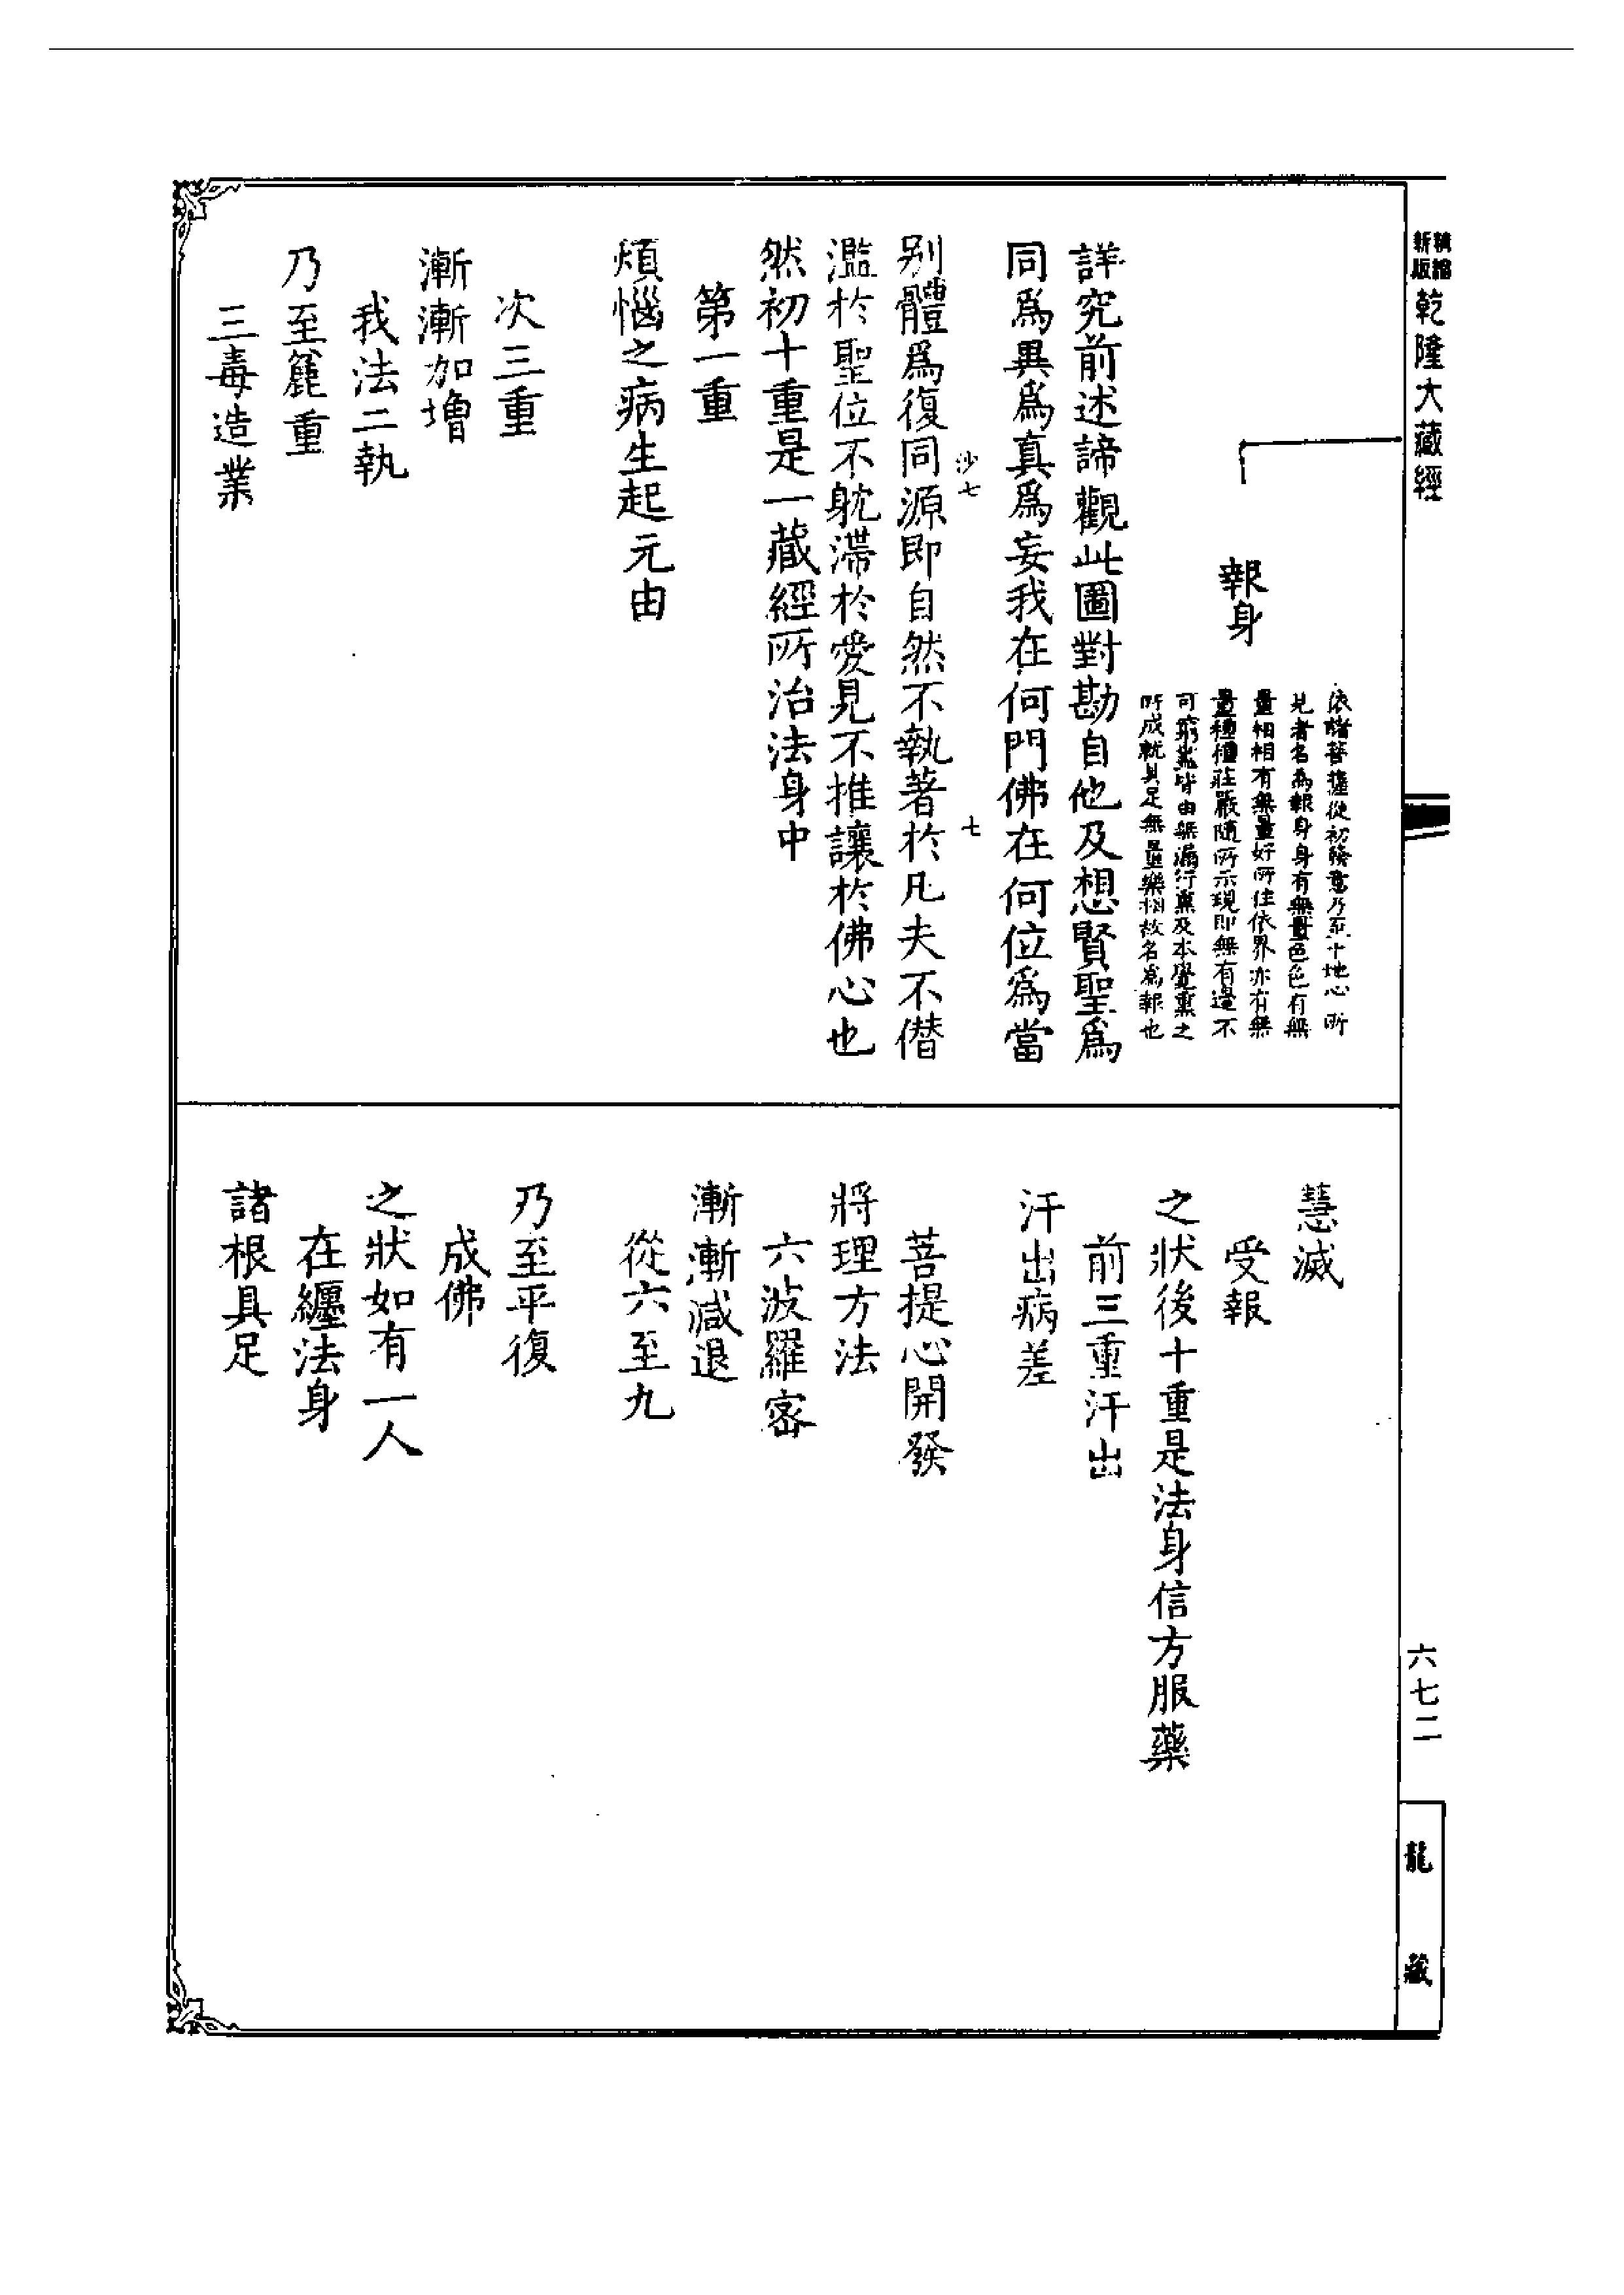 精縮
新版
乾隆大藏經
報身
依諸菩薩從初發意乃至十地心所
見者名為報身身有無量色色有無
量相相有無量好所住依界亦有無
量種種莊嚴隨所示現即無有邊不
可窮盡皆由無漏行熏及本覺熏之
所成就具足無量樂相故名為報也
詳究前述諦觀此圖對勘自他及想賢聖爲
同爲異爲真爲妄我在何門佛在何位爲當
沙七
七
别體爲復同源即自然不執著於凡夫不僭
濫於聖位不躭滯於愛見不推讓於佛心也
然初十重是一藏經所治法身中
第一重
煩惱之病生起元由
次三重
漸漸加增
我法二執
乃至麤重
三毒造業
慧滅
受報
之狀後十重是法身信方服藥
前三重汗出
汗出病差
菩提心開發
將理方法
六波羅密
漸漸減退
從六至九
乃至平復
成佛
之狀如有一人
在纏法身
諸根具足
六七二
龍藏